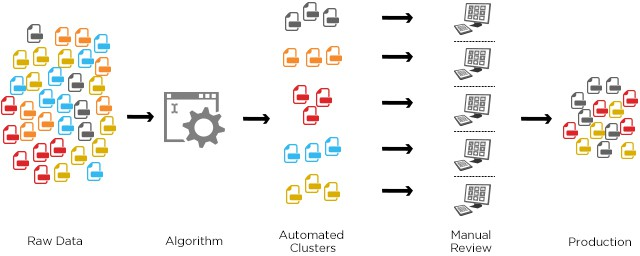 Raw Data
Algorithm
Automated
Clusters
Manual
Review
Production